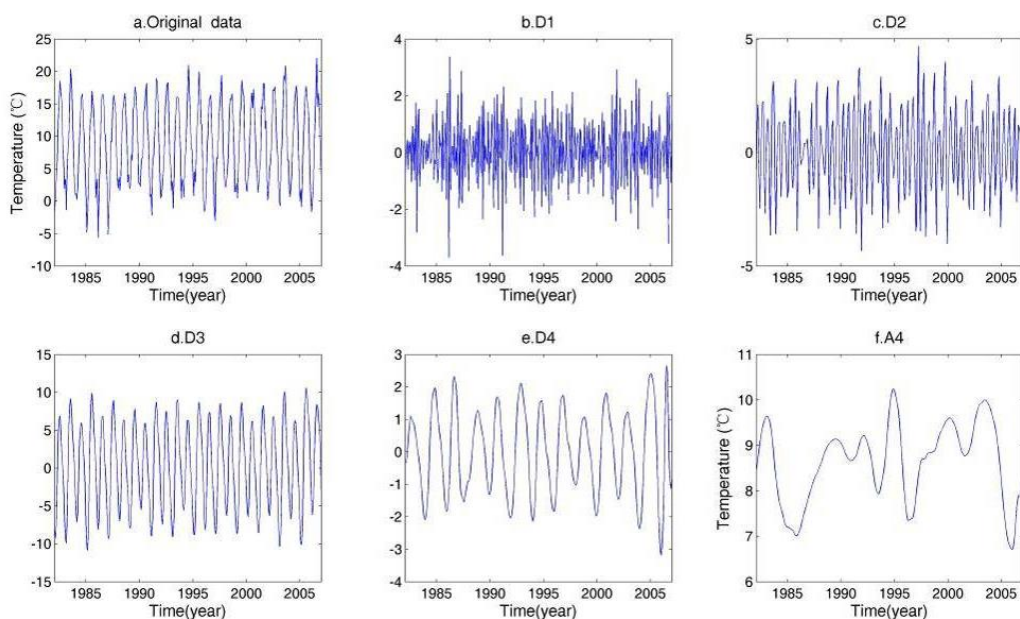 a.Original data
25
20
15
10
5
0
-5
-10
Temperature (℃)
1985 1990 1995 2000 2005
Time(year)
b.D1
4
2
0
-2
-4
1985 1990 1995 2000 2005
Time(year)
c.D2
5
0
-5
1985 1990 1995 2000 2005
Time(year)
d.D3
15
10
5
0
-5
-10
-15
1985 1990 1995 2000 2005
Time(year)
e.D4
3
2
1
0
-1
-2
-3
-4
1985 1990 1995 2000 2005
Time(year)
f.A4
11
10
9
8
7
6
Temperature (℃)
1985 1990 1995 2000 2005
Time(year)